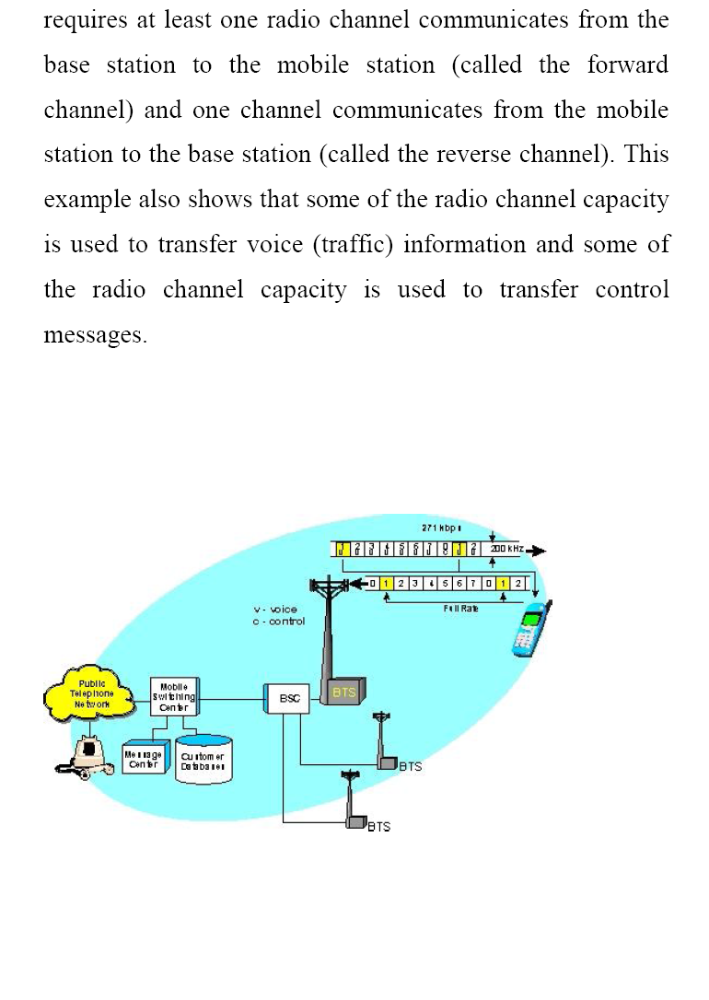 requires at least one radio channel communicates from the
base station to the mobile station (called the forward
channel) and one channel communicates from the mobile
station to the base station (called the reverse channel). This
example also shows that some of the radio channel capacity
is used to transfer voice (traffic) information and some of
the radio channel capacity is used to transfer control
messages.
271 kbps
200 kHz
0 1 2 3 4 5 6 7 0 1 2
Full Rate
v - voice
c - control
Public
Telephone
Network
Mobile
Switching
Center
BSC
BTS
Message
Center
Customer
Databases
BTS
BTS